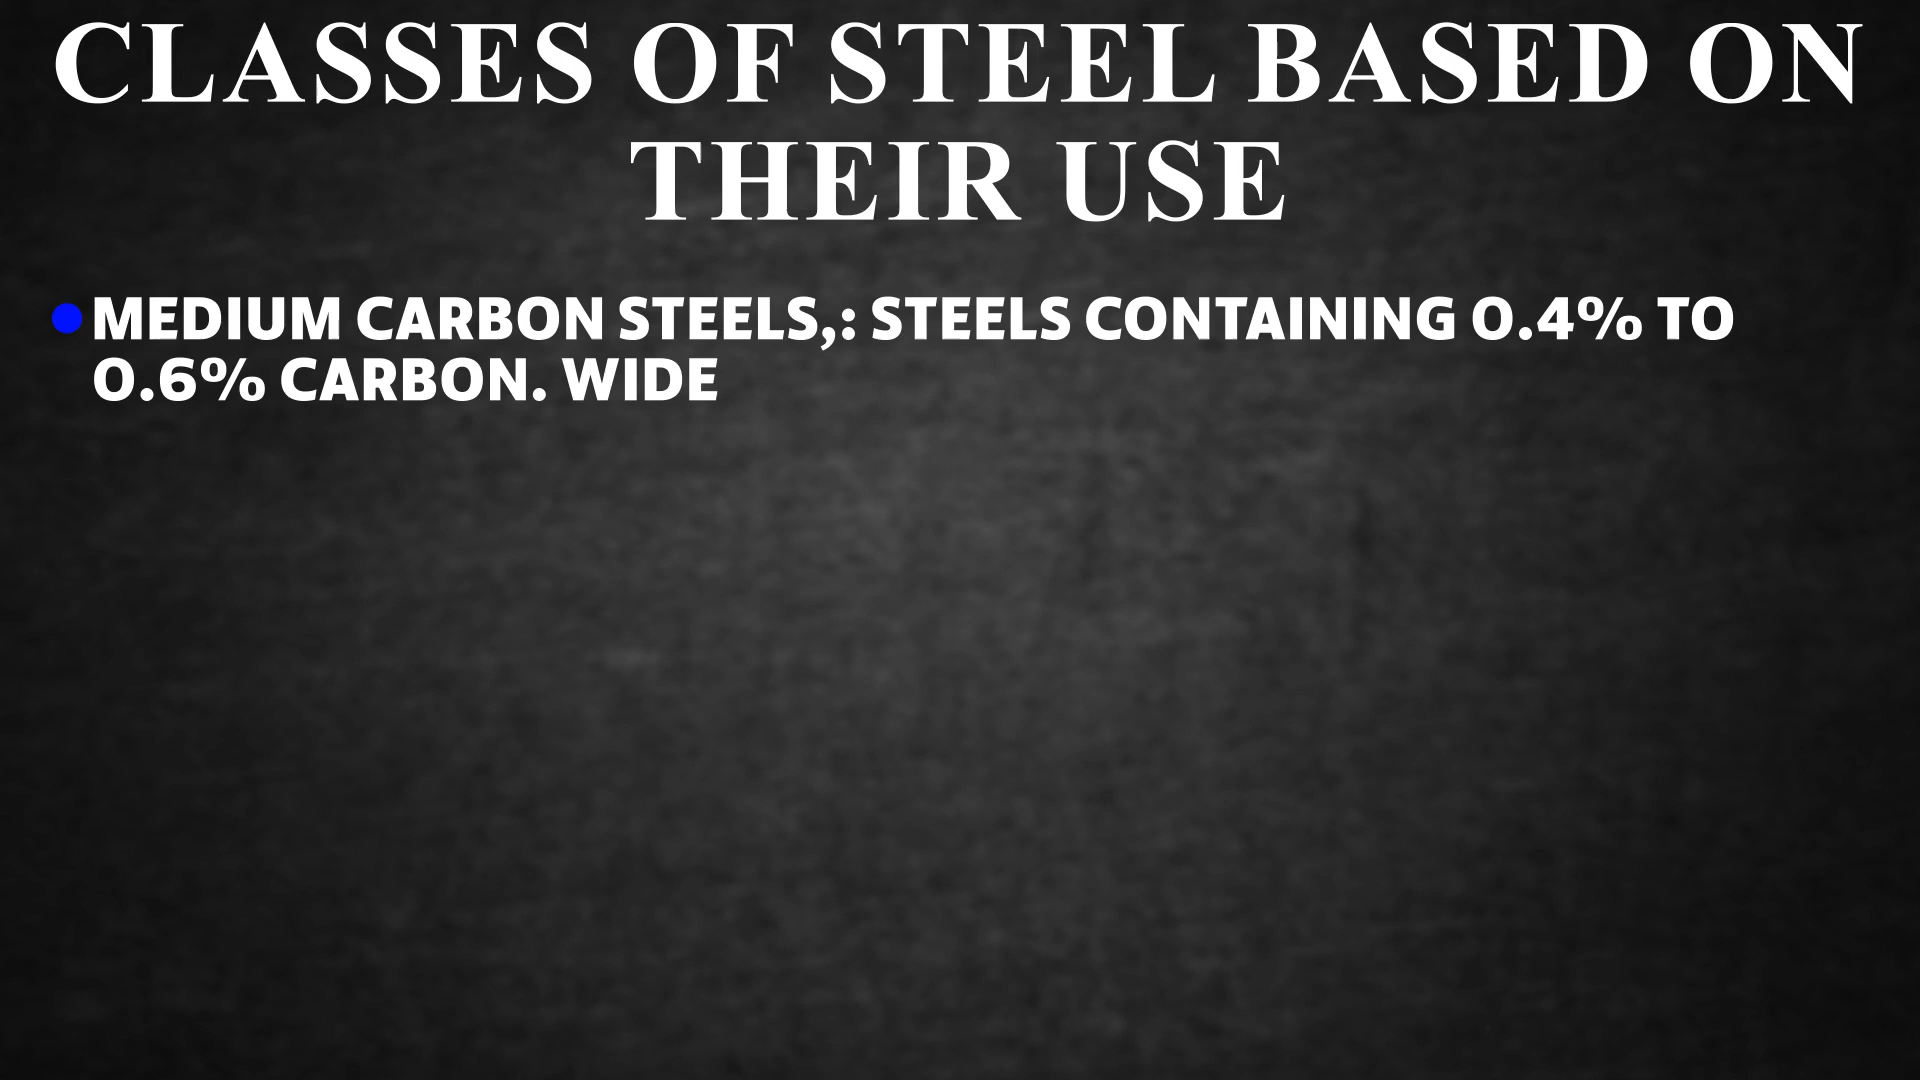 CLASSES OF STEEL BASED ON
THEIR USE
MEDIUM CARBON STEELS,: STEELS CONTAINING 0.4% TO
0.6% CARBON. WIDE